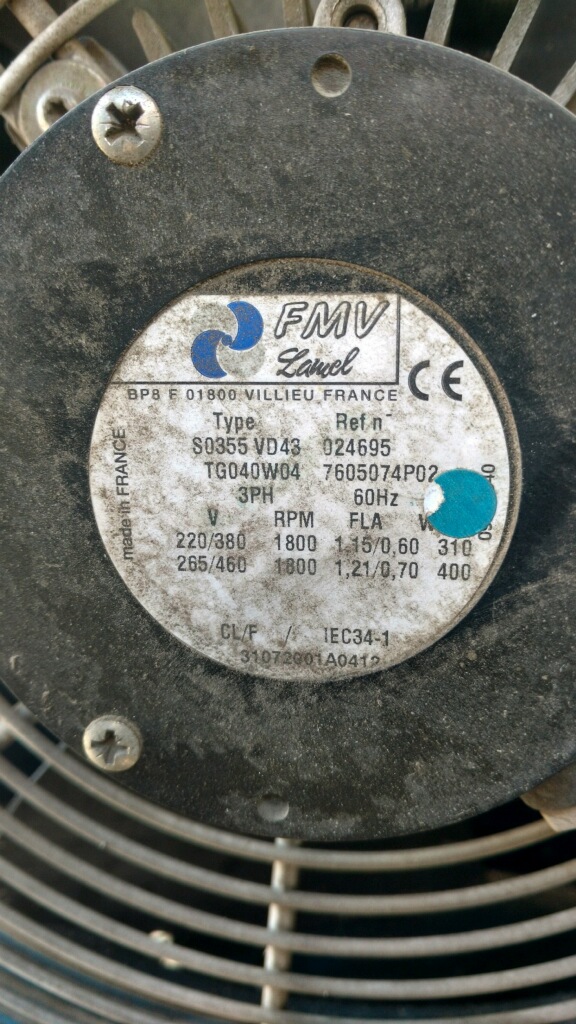 FMV
Lamel
CE
BP8 F 01800 VILLIEU FRANCE
Type Ref n°
S0355 VD43 024695
TG040W04 7605074P02
3PH 60Hz
V RPM FLA W
220/380 1800 1,15/0,60 310
265/460 1800 1,21/0,70 400
CL/F / IEC34-1
31072001A0412
made in FRANCE